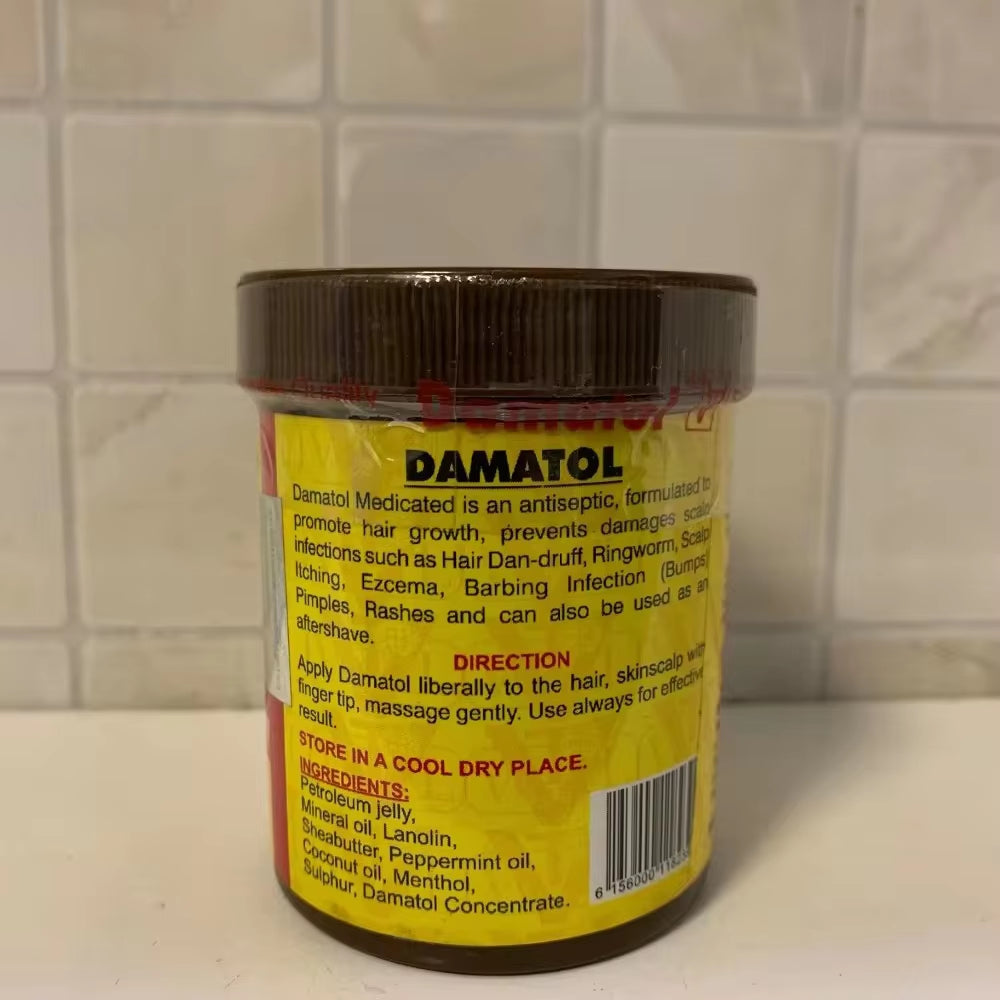 Quality Damatol
DAMATOL
Damatol Medicated is an antiseptic, formulated to
promote hair growth, prevents damages scalp
infections such as Hair Dan-druff, Ringworm, Scalp
Itching, Ezcema, Barbing Infection (Bumps)
Pimples, Rashes and can also be used as an
aftershave.
DIRECTION
Apply Damatol liberally to the hair, skinscalp with
finger tip, massage gently. Use always for effective
result.
STORE IN A COOL DRY PLACE.
INGREDIENTS:
Petroleum jelly,
Mineral oil, Lanolin,
Sheabutter, Peppermint oil,
Coconut oil, Menthol,
Sulphur, Damatol Concentrate.
6 156000